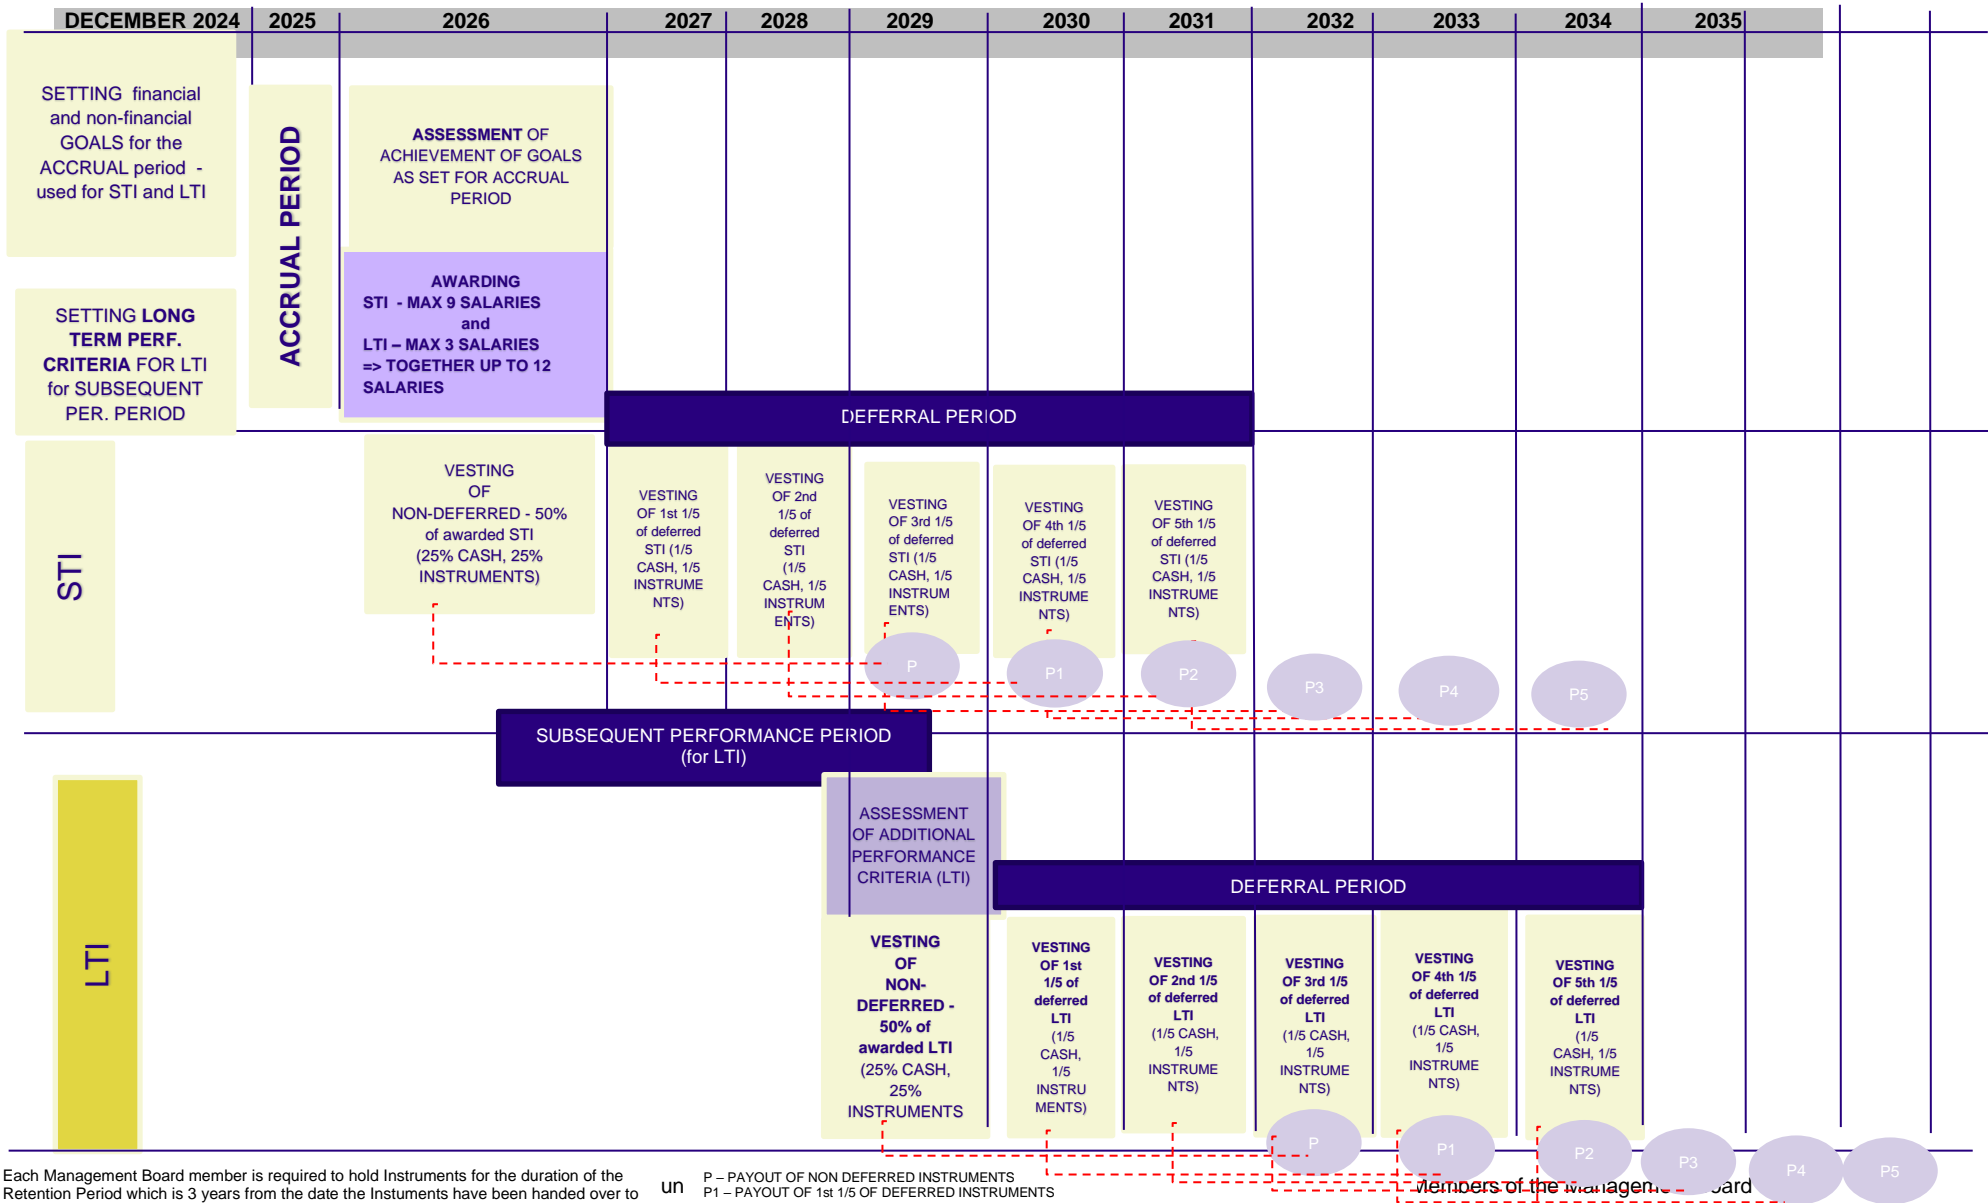 DECEMBER 2024 2025 2026 2027 2028 2029 2030 2031 2032 2033 2034 2035
SETTING financial
and non-financial
GOALS for the
ACCRUAL period -
used for STI and LTI
SETTING LONG
TERM PERF.
CRITERIA FOR LTI
for SUBSEQUENT
PER. PERIOD
ACCRUAL PERIOD
ASSESSMENT OF
ACHIEVEMENT OF GOALS
AS SET FOR ACCRUAL
PERIOD
AWARDING
STI - MAX 9 SALARIES
and
LTI – MAX 3 SALARIES
=> TOGETHER UP TO 12
SALARIES
DEFERRAL PERIOD
STI
VESTING
OF
NON-DEFERRED - 50%
of awarded STI
(25% CASH, 25%
INSTRUMENTS)
VESTING
OF 1st 1/5
of deferred
STI (1/5
CASH, 1/5
INSTRUME
NTS)
VESTING
OF 2nd
1/5 of
deferred
STI
(1/5
CASH, 1/5
INSTRUM
ENTS)
VESTING
OF 3rd 1/5
of deferred
STI (1/5
CASH, 1/5
INSTRUM
ENTS)
VESTING
OF 4th 1/5
of deferred
STI (1/5
CASH, 1/5
INSTRUME
NTS)
VESTING
OF 5th 1/5
of deferred
STI (1/5
CASH, 1/5
INSTRUME
NTS)
P
P1
P2
P3
P4
P5
SUBSEQUENT PERFORMANCE PERIOD
(for LTI)
ASSESSMENT
OF ADDITIONAL
PERFORMANCE
CRITERIA (LTI)
DEFERRAL PERIOD
LTI
VESTING
OF
NON-
DEFERRED -
50% of
awarded LTI
(25% CASH,
25%
INSTRUMENTS
VESTING
OF 1st
1/5 of
deferred
LTI
(1/5
CASH,
1/5
INSTRU
MENTS)
VESTING
OF 2nd 1/5
of deferred
LTI
(1/5 CASH,
1/5
INSTRUME
NTS)
VESTING
OF 3rd 1/5
of deferred
LTI
(1/5 CASH,
1/5
INSTRUME
NTS)
VESTING
OF 4th 1/5
of deferred
LTI
(1/5 CASH,
1/5
INSTRUME
NTS)
VESTING
OF 5th 1/5
of deferred
LTI
(1/5
CASH, 1/5
INSTRUME
NTS)
P
P1
P2
P3
P4
P5
Each Management Board member is required to hold Instruments for the duration of the
Retention Period which is 3 years from the date the Instuments have been handed over to
un
P – PAYOUT OF NON DEFERRED INSTRUMENTS
P1 – PAYOUT OF 1st 1/5 OF DEFERRED INSTRUMENTS
Members of the